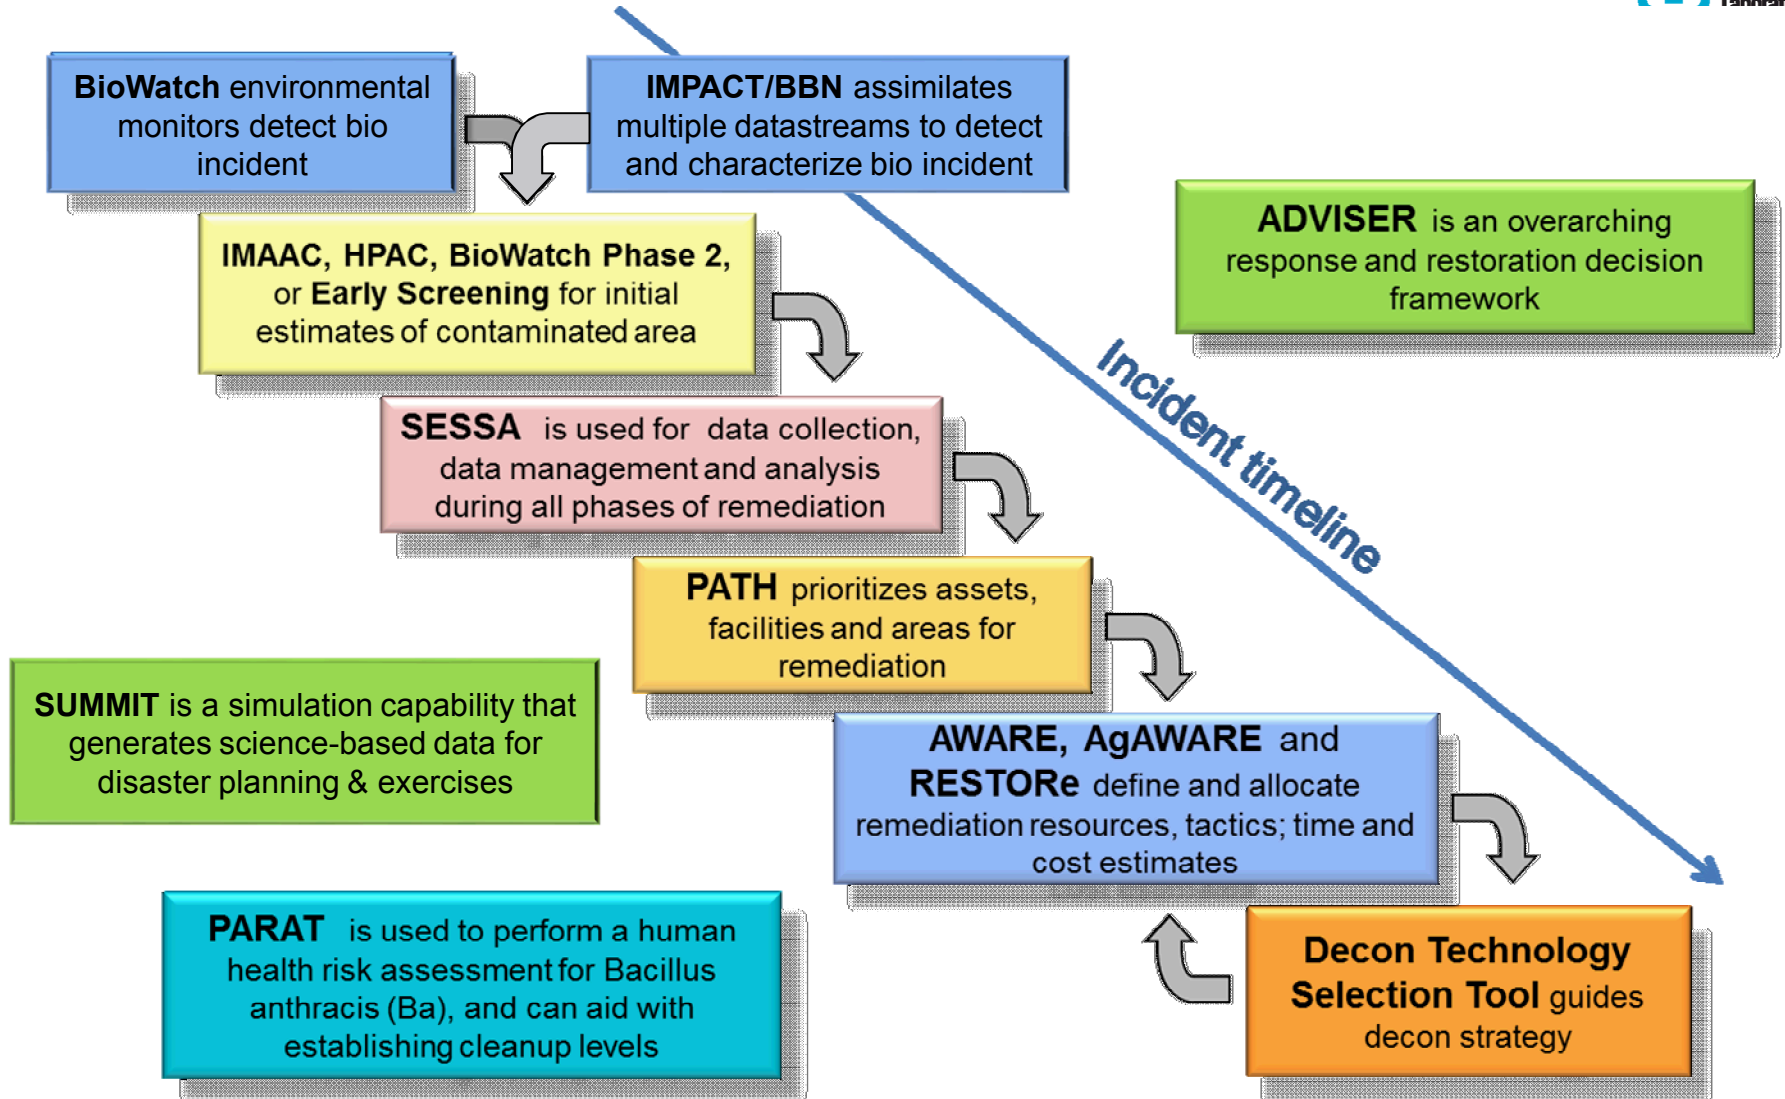 BioWatch environmental
monitors detect bio
incident
IMPACT/BBN assimilates
multiple datastreams to detect
and characterize bio incident
ADVISER is an overarching
response and restoration decision
framework
IMAAC, HPAC, BioWatch Phase 2,
or Early Screening for initial
estimates of contaminated area
Incident timeline
SESSA is used for data collection,
data management and analysis
during all phases of remediation
PATH prioritizes assets,
facilities and areas for
remediation
SUMMIT is a simulation capability that
generates science-based data for
disaster planning & exercises
AWARE, AgAWARE and
RESTORe define and allocate
remediation resources, tactics; time and
cost estimates
PARAT is used to perform a human
health risk assessment for Bacillus
anthracis (Ba), and can aid with
establishing cleanup levels
Decon Technology
Selection Tool guides
decon strategy